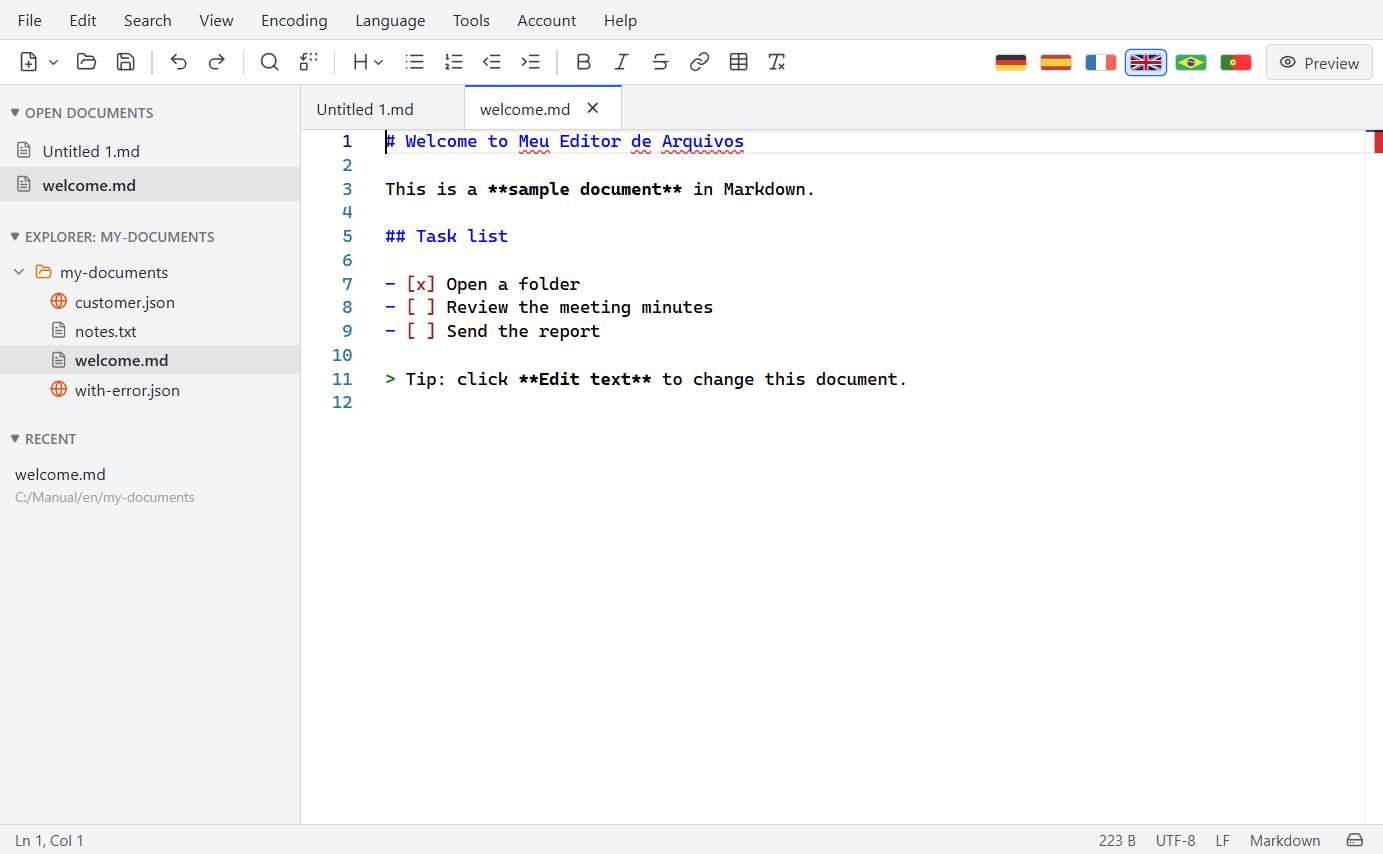 File Edit Search View Encoding Language Tools Account Help
H B I S Preview
OPEN DOCUMENTS
Untitled 1.md
welcome.md
EXPLORER: MY-DOCUMENTS
my-documents
customer.json
notes.txt
welcome.md
with-error.json
RECENT
welcome.md
C:/Manual/en/my-documents
Untitled 1.md welcome.md
1 # Welcome to Meu Editor de Arquivos
2
3 This is a **sample document** in Markdown.
4
5 ## Task list
6
7 - [x] Open a folder
8 - [ ] Review the meeting minutes
9 - [ ] Send the report
10
11 > Tip: click **Edit text** to change this document.
12
Ln 1, Col 1 223 B UTF-8 LF Markdown